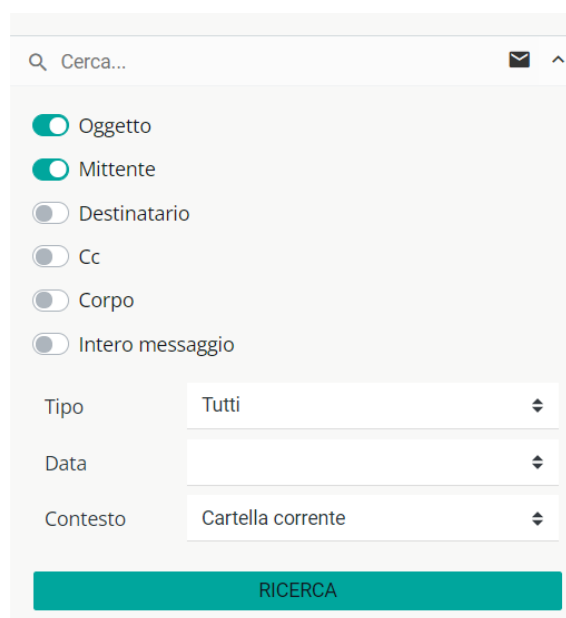 Cerca...
Oggetto
Mittente
Destinatario
Cc
Corpo
Intero messaggio
Tipo Tutti
Data
Contesto Cartella corrente
RICERCA